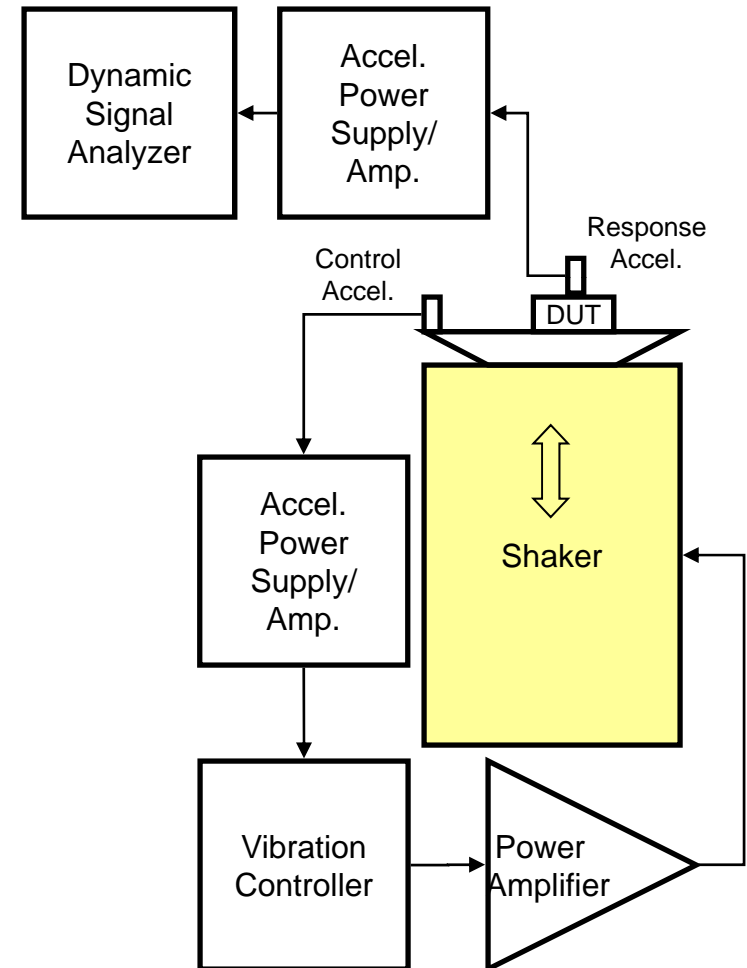 Dynamic
Signal
Analyzer
Accel.
Power
Supply/
Amp.
Response
Accel.
Control
Accel.
DUT
Accel.
Power
Supply/
Amp.
Shaker
Vibration
Controller
Power
Amplifier